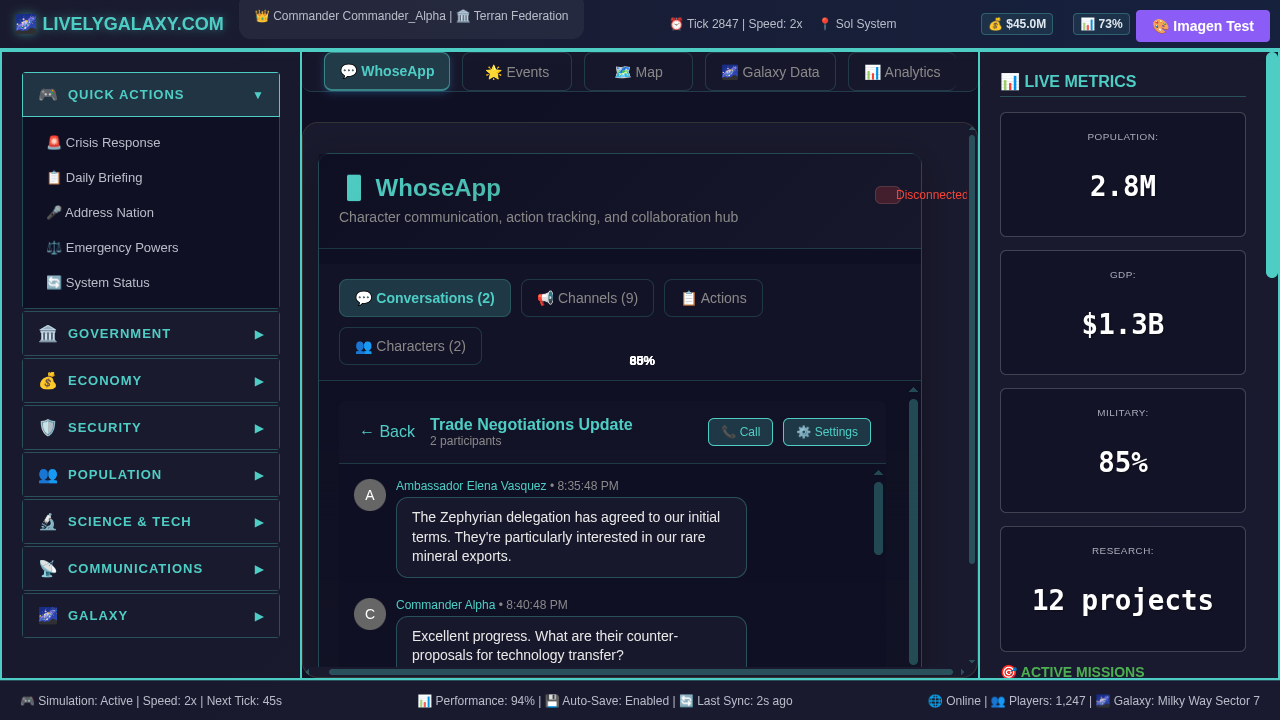 🌌 LIVELYGALAXY.COM
👑 Commander Commander_Alpha | 🏛️ Terran Federation
⏰ Tick 2847 | Speed: 2x
📍 Sol System
💰 $45.0M
📊 73%
🎨 Imagen Test
🎮 QUICK ACTIONS ▼
🚨 Crisis Response
📋 Daily Briefing
🎤 Address Nation
⚖️ Emergency Powers
🔄 System Status
🏛️ GOVERNMENT ▶
💰 ECONOMY ▶
🛡️ SECURITY ▶
👥 POPULATION ▶
🔬 SCIENCE & TECH ▶
📡 COMMUNICATIONS ▶
🌌 GALAXY ▶
💬 WhoseApp
🌟 Events
🗺️ Map
🌌 Galaxy Data
📊 Analytics
WhoseApp
Character communication, action tracking, and collaboration hub
Disconnected
💬 Conversations (2)
📢 Channels (9)
📋 Actions
👥 Characters (2)
← Back
Trade Negotiations Update
2 participants
📞 Call
⚙️ Settings
A
Ambassador Elena Vasquez • 8:35:48 PM
The Zephyrian delegation has agreed to our initial
terms. They're particularly interested in our rare
mineral exports.
C
Commander Alpha • 8:40:48 PM
Excellent progress. What are their counter-
proposals for technology transfer?
📊 LIVE METRICS
POPULATION:
2.8M
GDP:
$1.3B
MILITARY:
85%
RESEARCH:
12 projects
🎯 ACTIVE MISSIONS
🎮 Simulation: Active | Speed: 2x | Next Tick: 45s
📊 Performance: 94% | 💾 Auto-Save: Enabled | 🔄 Last Sync: 2s ago
🌐 Online | 👥 Players: 1,247 | 🌌 Galaxy: Milky Way Sector 7